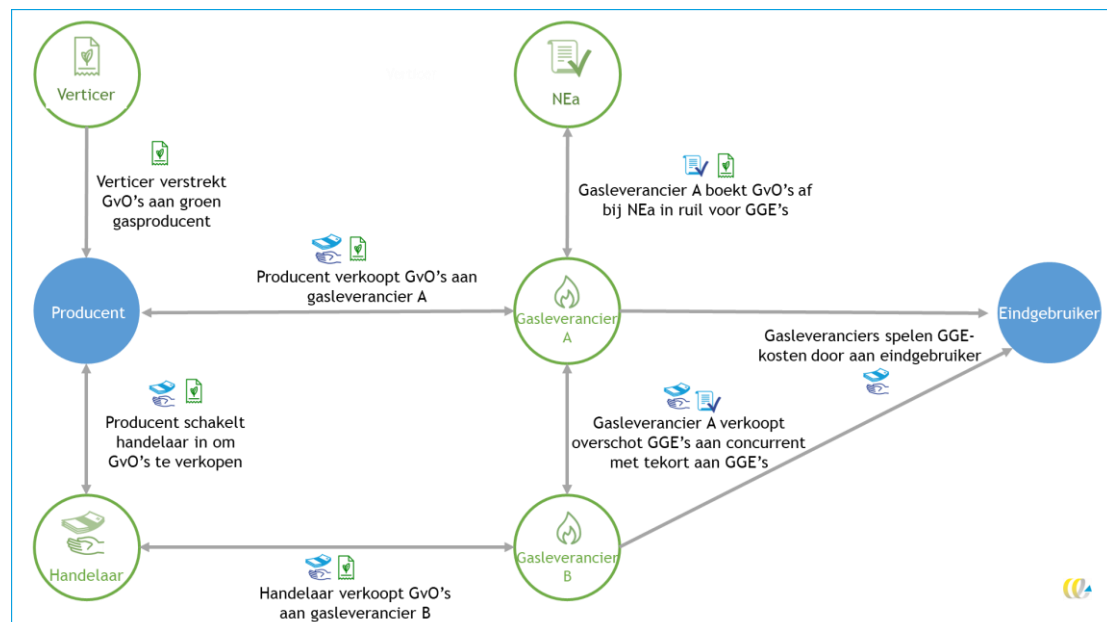 Verticer
NEa
Verticer verstrekt
GvO's aan groen
gasproducent
Gasleverancier A boekt GvO's af
bij NEa in ruil voor GGE's
Producent verkoopt GvO's aan
gasleverancier A
Producent
Gasleverancier
A
Eindgebruiker
Gasleveranciers spelen GGE-
kosten door aan eindgebruiker
Producent schakelt
handelaar in om
GvO's te verkopen
Gasleverancier A verkoopt
overschot GGE's aan concurrent
met tekort aan GGE's
Handelaar
Gasleverancier
B
Handelaar verkoopt GvO's
aan gasleverancier B